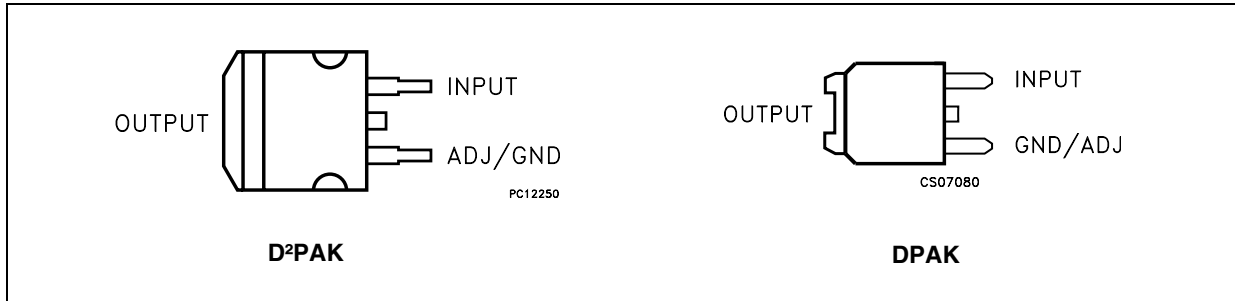 OUTPUT
INPUT
ADJ/GND
PC12250
D²PAK
OUTPUT
INPUT
GND/ADJ
CS07080
DPAK